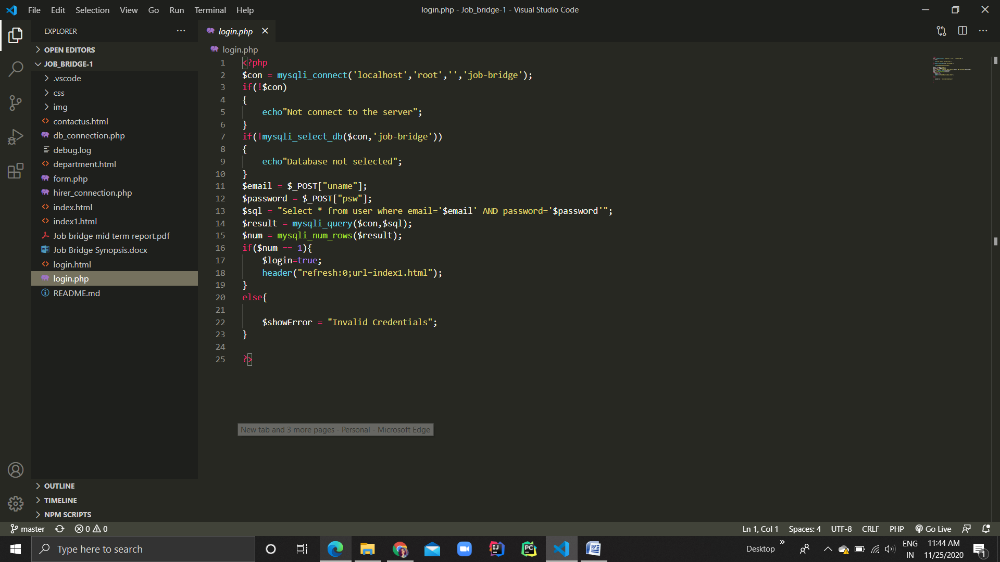 File Edit Selection View Go Run Terminal Help
login.php - Job_bridge-1 - Visual Studio Code
EXPLORER
OPEN EDITORS
JOB_BRIDGE-1
.vscode
css
img
contactus.html
db_connection.php
debug.log
department.html
form.php
hirer_connection.php
index.html
index1.html
Job bridge mid term report.pdf
Job Bridge Synopsis.docx
login.html
login.php
README.md
OUTLINE
TIMELINE
NPM SCRIPTS
login.php
login.php
1 <?php
2 $con = mysqli_connect('localhost','root','','job-bridge');
3 if(!$con)
4 {
5 echo"Not connect to the server";
6 }
7 if(!mysqli_select_db($con,'job-bridge'))
8 {
9 echo"Database not selected";
10 }
11 $email = $_POST["uname"];
12 $password = $_POST["psw"];
13 $sql = "Select * from user where email='$email' AND password='$password'";
14 $result = mysqli_query($con,$sql);
15 $num = mysqli_num_rows($result);
16 if($num == 1){
17 $login=true;
18 header("refresh:0;url=index1.html");
19 }
20 else{
21
22 $showError = "Invalid Credentials";
23 }
24
25 ?>
New tab and 3 more pages - Personal - Microsoft Edge
master 0 0
Ln 1, Col 1 Spaces: 4 UTF-8 CRLF PHP Go Live
Type here to search
Desktop
ENG
IN
11:44 AM
11/25/2020
1